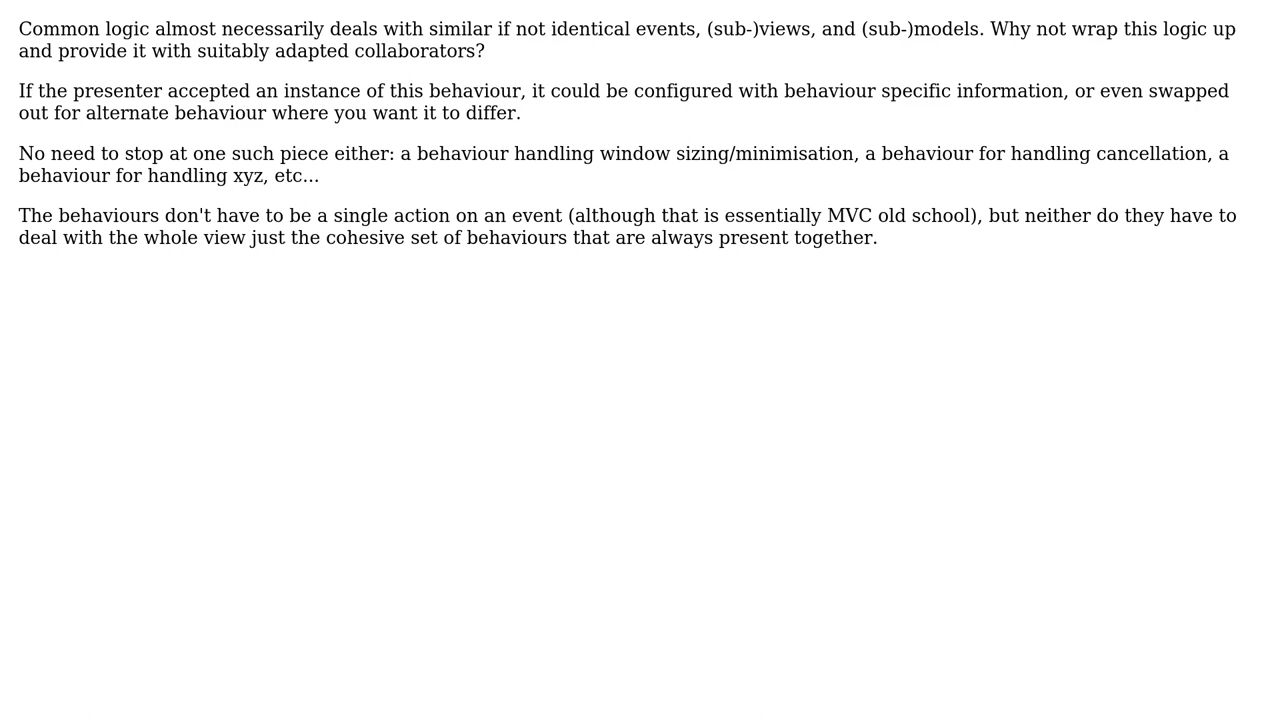 Common logic almost necessarily deals with similar if not identical events, (sub-)views, and (sub-)models. Why not wrap this logic up
and provide it with suitably adapted collaborators?
If the presenter accepted an instance of this behaviour, it could be configured with behaviour specific information, or even swapped
out for alternate behaviour where you want it to differ.
No need to stop at one such piece either: a behaviour handling window sizing/minimisation, a behaviour for handling cancellation, a
behaviour for handling xyz, etc...
The behaviours don't have to be a single action on an event (although that is essentially MVC old school), but neither do they have to
deal with the whole view just the cohesive set of behaviours that are always present together.